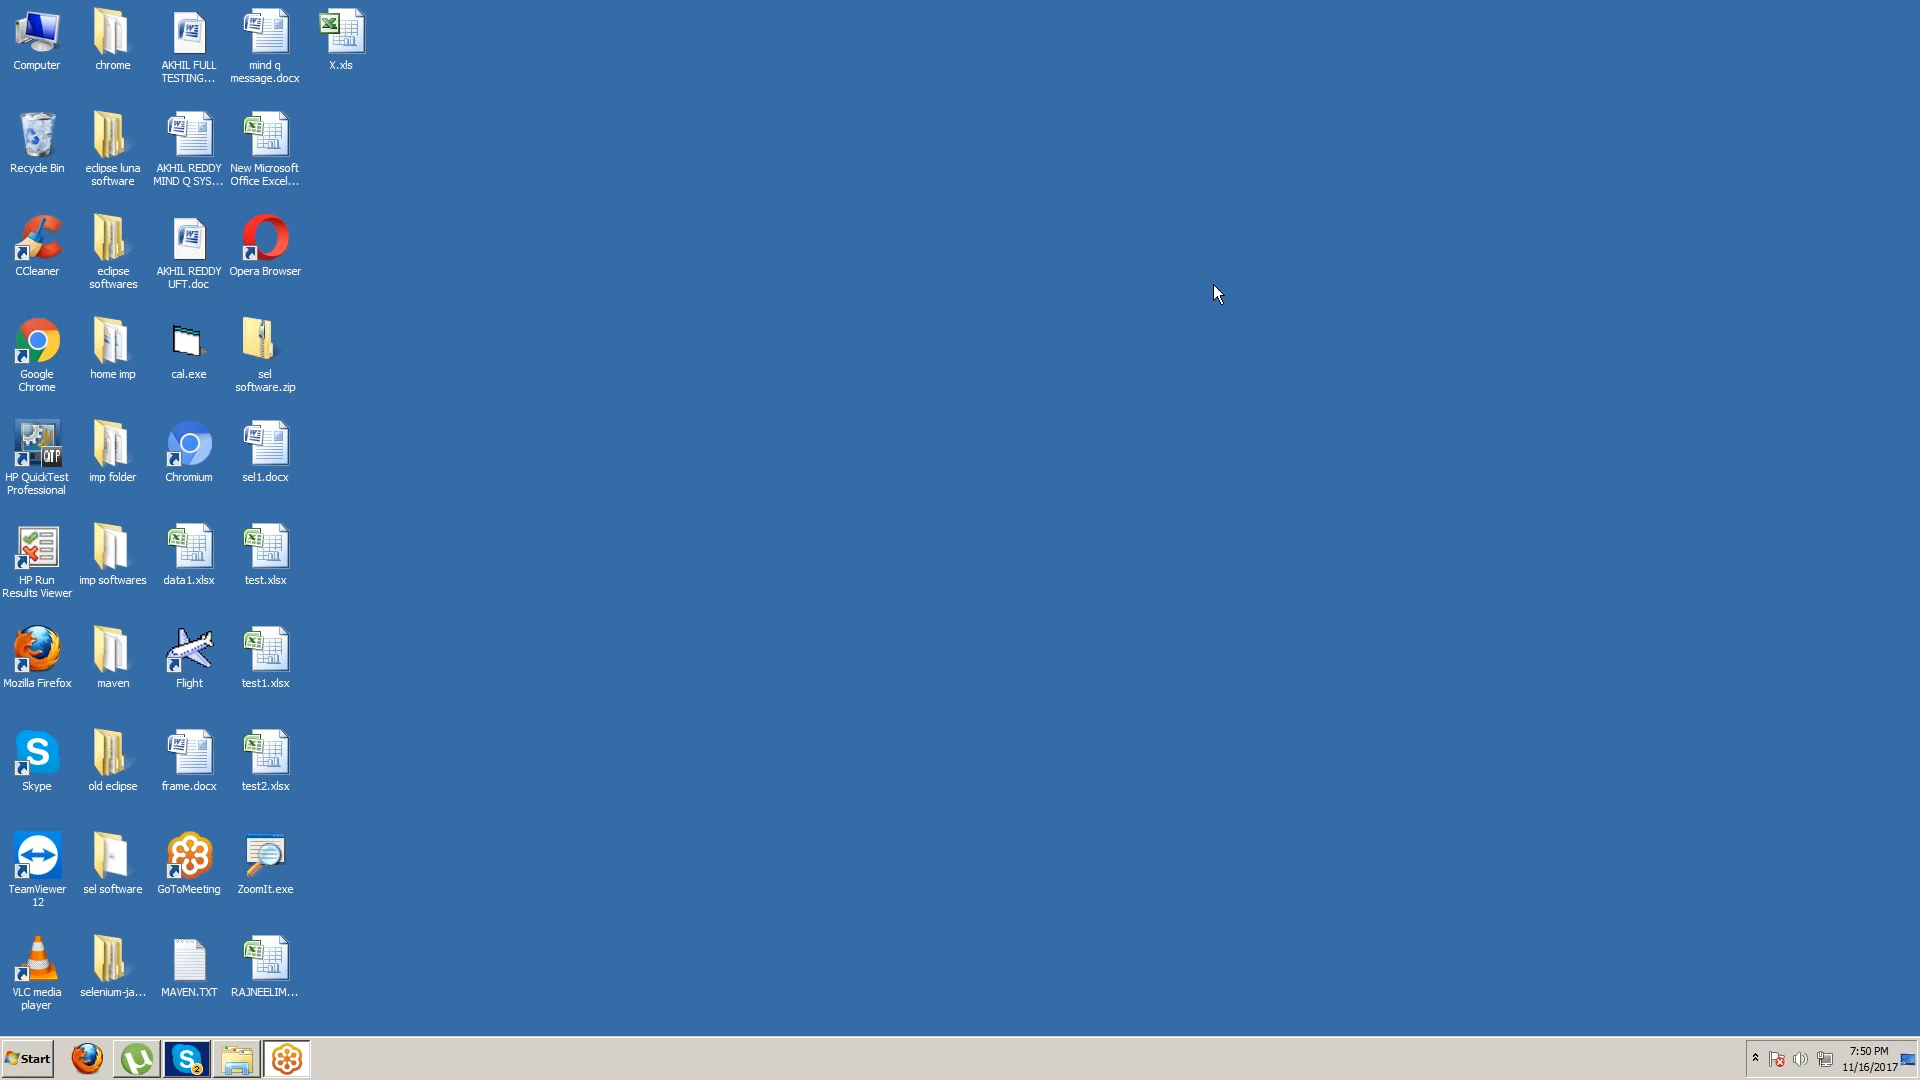 Computer
chrome
AKHIL FULL
TESTING...
mind q
message.docx
X.xls
Recycle Bin
eclipse luna
software
AKHIL REDDY
MIND Q SYS...
New Microsoft
Office Excel...
CCleaner
eclipse
softwares
AKHIL REDDY
UFT.doc
Opera Browser
Google
Chrome
home imp
cal.exe
sel
software.zip
QTP
HP QuickTest
Professional
imp folder
Chromium
sel1.docx
HP Run
Results Viewer
imp softwares
data1.xlsx
test.xlsx
Mozilla Firefox
maven
Flight
test1.xlsx
Skype
old eclipse
frame.docx
test2.xlsx
TeamViewer
12
sel software
GoToMeeting
ZoomIt.exe
VLC media
player
selenium-ja...
MAVEN.TXT
RAJNEELIM...
Start
2
7:50 PM
11/16/2017